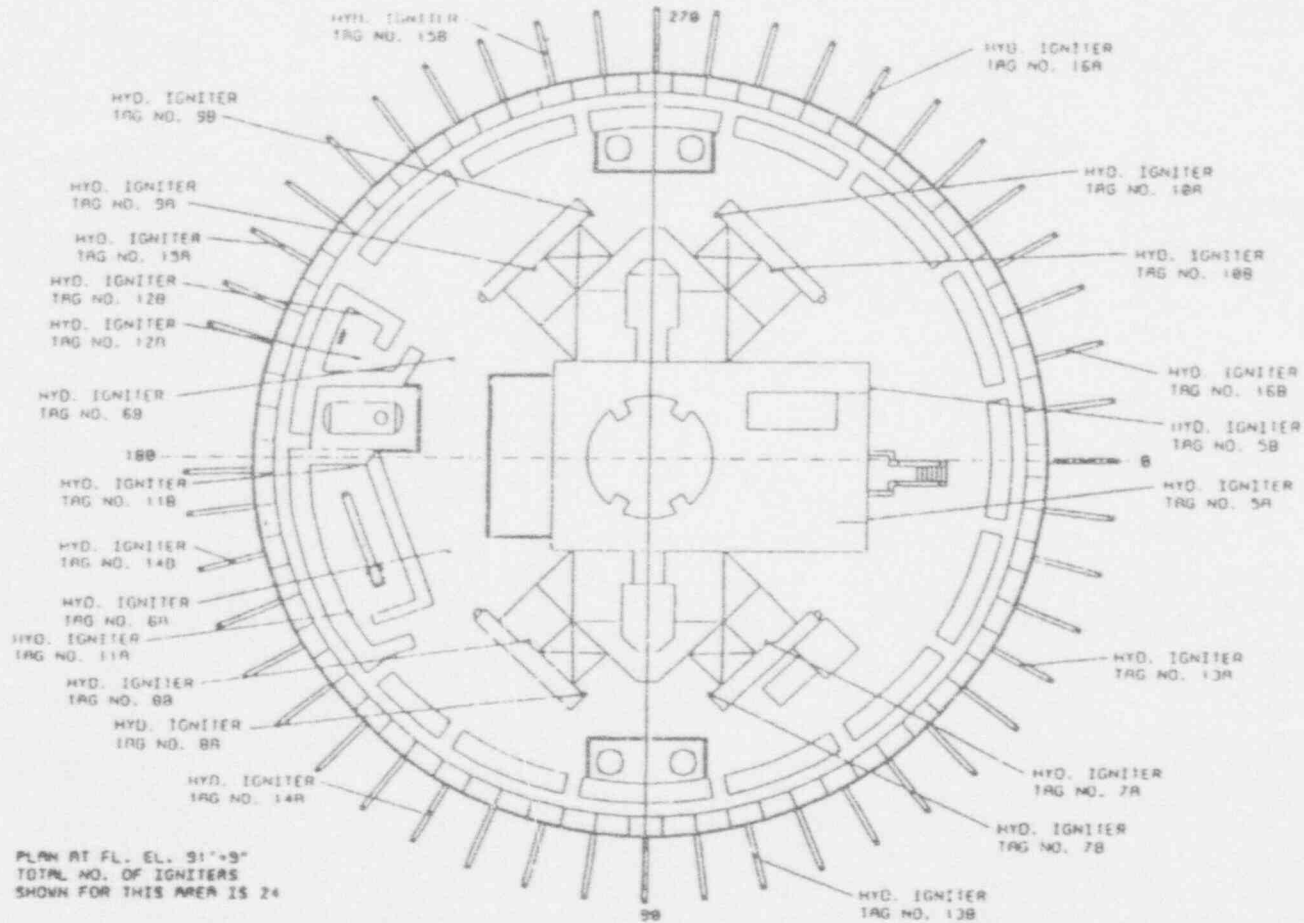 HYD. IGNITER
TAG NO. 15B
270
HYD. IGNITER
TAG NO. 16A
HYD. IGNITER
TAG NO. 9B
HYD. IGNITER
TAG NO. 10A
HYD. IGNITER
TAG NO. 9A
HYD. IGNITER
TAG NO. 15A
HYD. IGNITER
TAG NO. 10B
HYD. IGNITER
TAG NO. 12B
HYD. IGNITER
TAG NO. 12A
HYD. IGNITER
TAG NO. 16B
HYD. IGNITER
TAG NO. 6B
HYD. IGNITER
TAG NO. 5B
180
0
HYD. IGNITER
TAG NO. 11B
HYD. IGNITER
TAG NO. 5A
HYD. IGNITER
TAG NO. 14B
HYD. IGNITER
TAG NO. 6A
HYD. IGNITER
TAG NO. 11A
HYD. IGNITER
TAG NO. 13A
HYD. IGNITER
TAG NO. 8B
HYD. IGNITER
TAG NO. 8A
HYD. IGNITER
TAG NO. 14A
HYD. IGNITER
TAG NO. 7A
HYD. IGNITER
TAG NO. 7B
PLAN AT FL. EL. 91'+9"
TOTAL NO. OF IGNITERS
SHOWN FOR THIS AREA IS 24
HYD. IGNITER
TAG NO. 13B
90